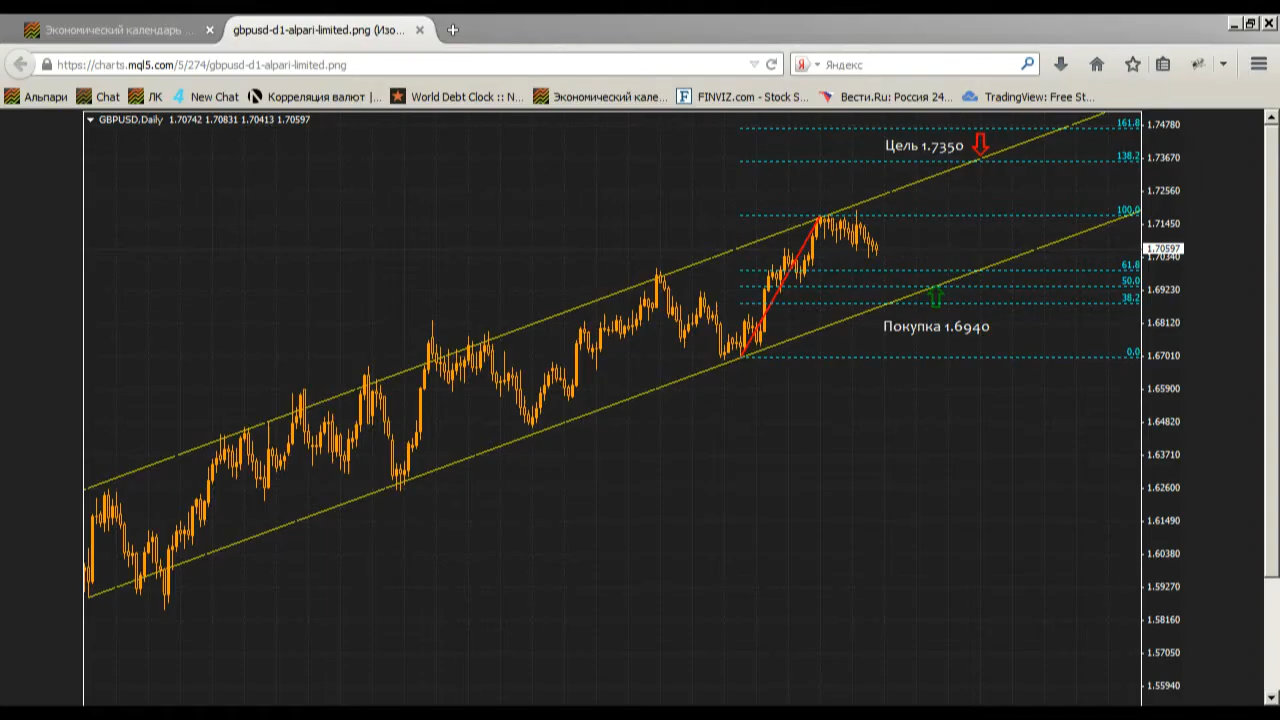 Экономический календарь ...
gbpusd-d1-alpari-limited.png (Изо...
https://charts.mql5.com/5/274/gbpusd-d1-alpari-limited.png
Яндекс
Альпари
Chat
ЛК
New Chat
Корреляция валют |...
World Debt Clock :: N...
Экономический кале...
FINVIZ.com - Stock S...
Вести.Ru: Россия 24...
TradingView: Free St...
GBPUSD,Daily 1.70742 1.70831 1.70413 1.70597
161.8
1.74780
Цель 1.7350
138.2
1.73670
1.72560
100.0
1.71450
1.70597
1.70340
61.8
50.0
1.69230
38.2
Покупка 1.6940
1.68120
0.0
1.67010
1.65900
1.64820
1.63710
1.62600
1.61490
1.60380
1.59270
1.58160
1.57050
1.55940